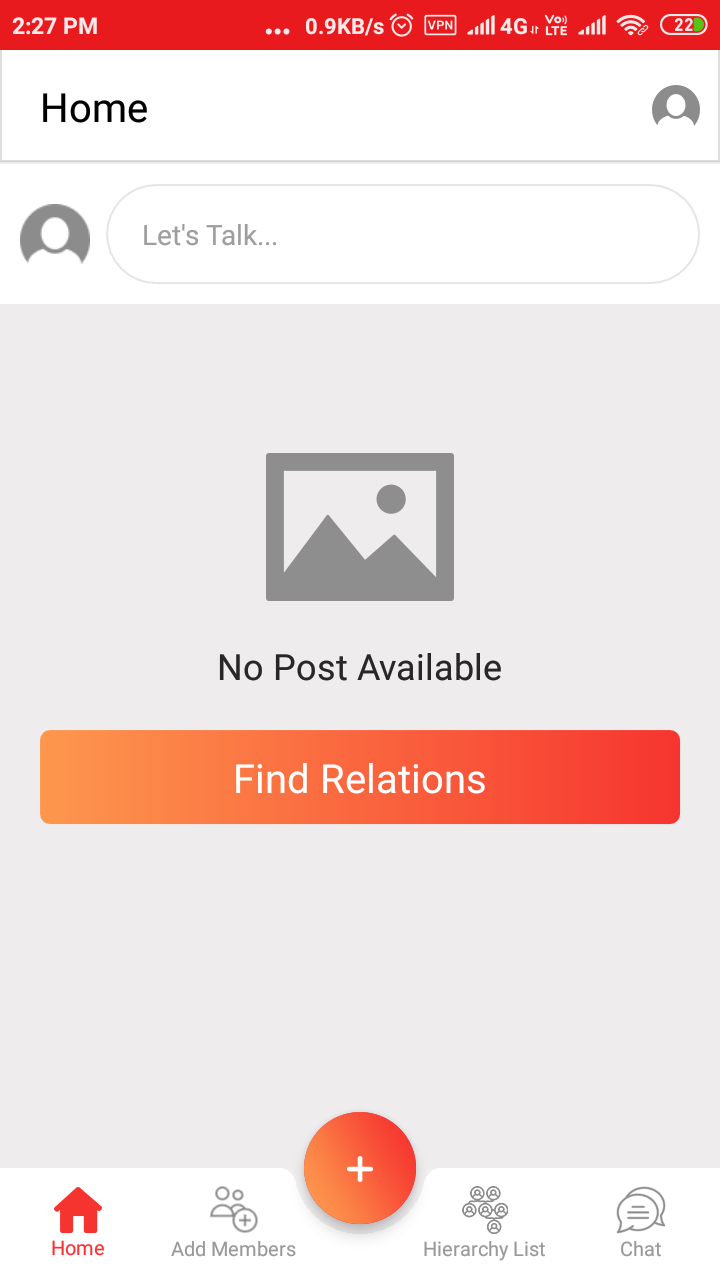 2:27 PM ... 0.9KB/s VPN 4G Vo) LTE 22
Home
Let's Talk...
No Post Available
Find Relations
+
Home Add Members Hierarchy List Chat